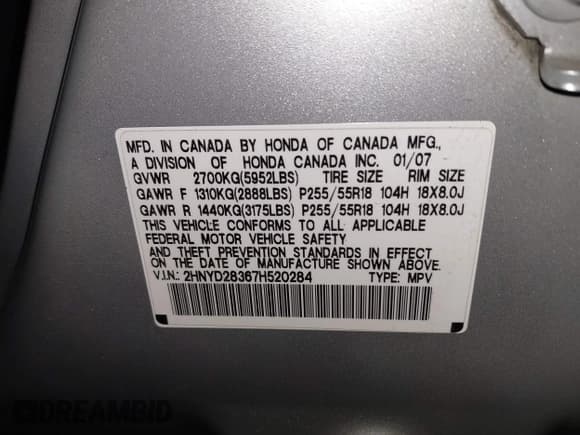 MFD. IN CANADA BY HONDA OF CANADA MFG.,
A DIVISION OF HONDA CANADA INC. 01/07
GVWR 2700KG(5952LBS) TIRE SIZE RIM SIZE
GAWR F 1310KG(2888LBS) P255/55R18 104H 18X8.0J
GAWR R 1440KG(3175LBS) P255/55R18 104H 18X8.0J
THIS VEHICLE CONFORMS TO ALL APPLICABLE
FEDERAL MOTOR VEHICLE SAFETY
AND THEFT PREVENTION STANDARDS IN EFFECT
ON THE DATE OF MANUFACTURE SHOWN ABOVE.
V.I.N.: 2HNYD28367H520284 TYPE: MPV
DREAMBID